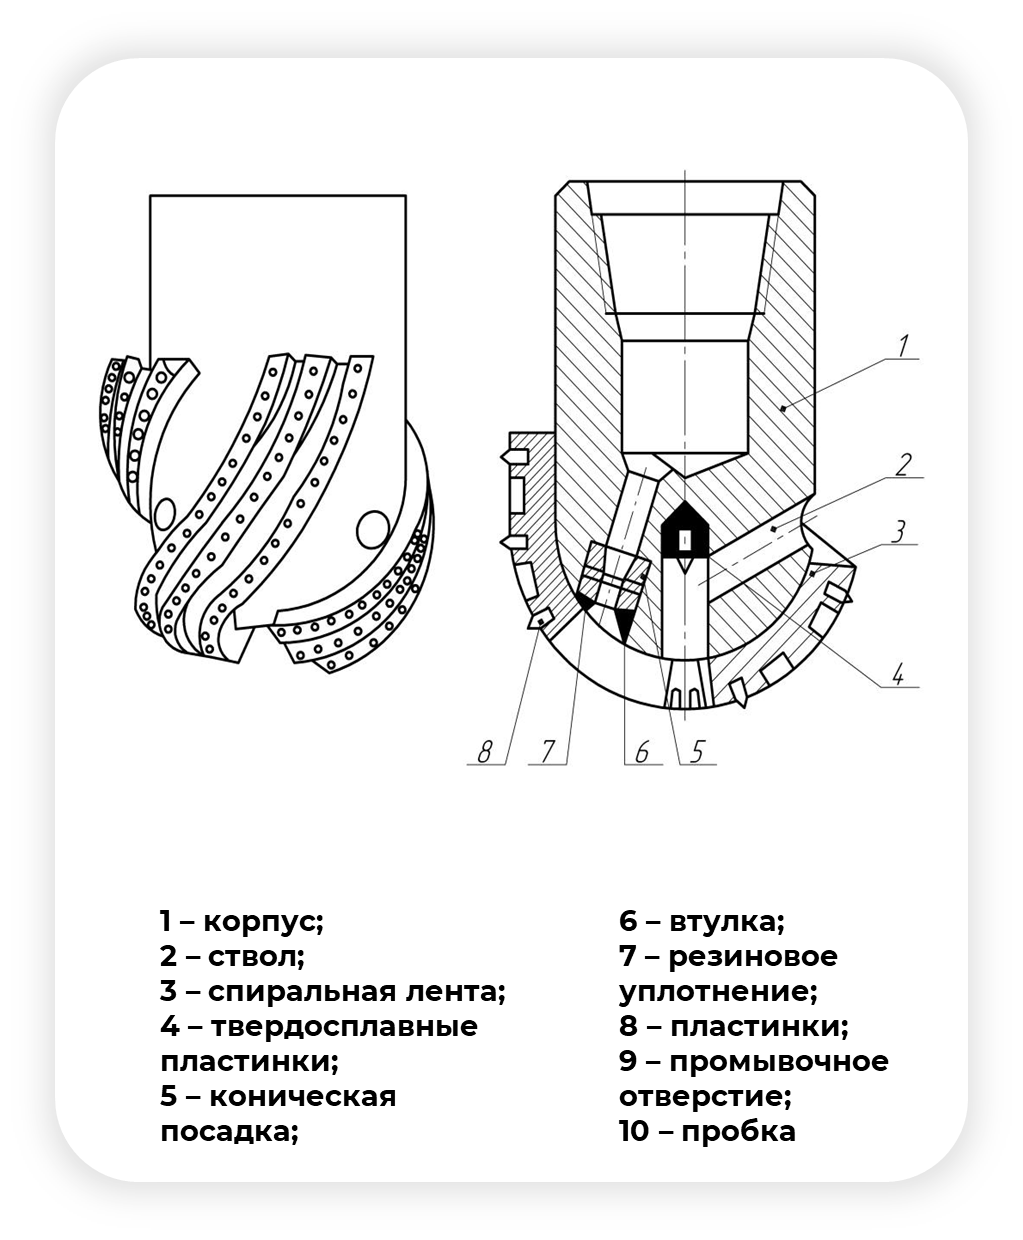 1
2
3
4
8
7
6
5
1 – корпус;
2 – ствол;
3 – спиральная лента;
4 – твердосплавные
пластинки;
5 – коническая
посадка;
6 – втулка;
7 – резиновое
уплотнение;
8 – пластинки;
9 – промывочное
отверстие;
10 – пробка